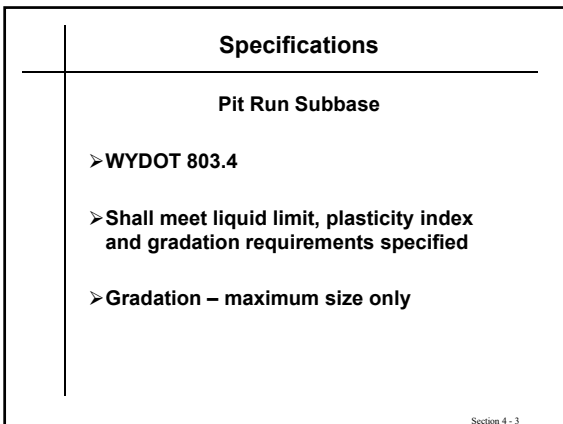 Specifications
Pit Run Subbase
➢WYDOT 803.4
➢Shall meet liquid limit, plasticity index
and gradation requirements specified
➢Gradation – maximum size only
Section 4 - 3